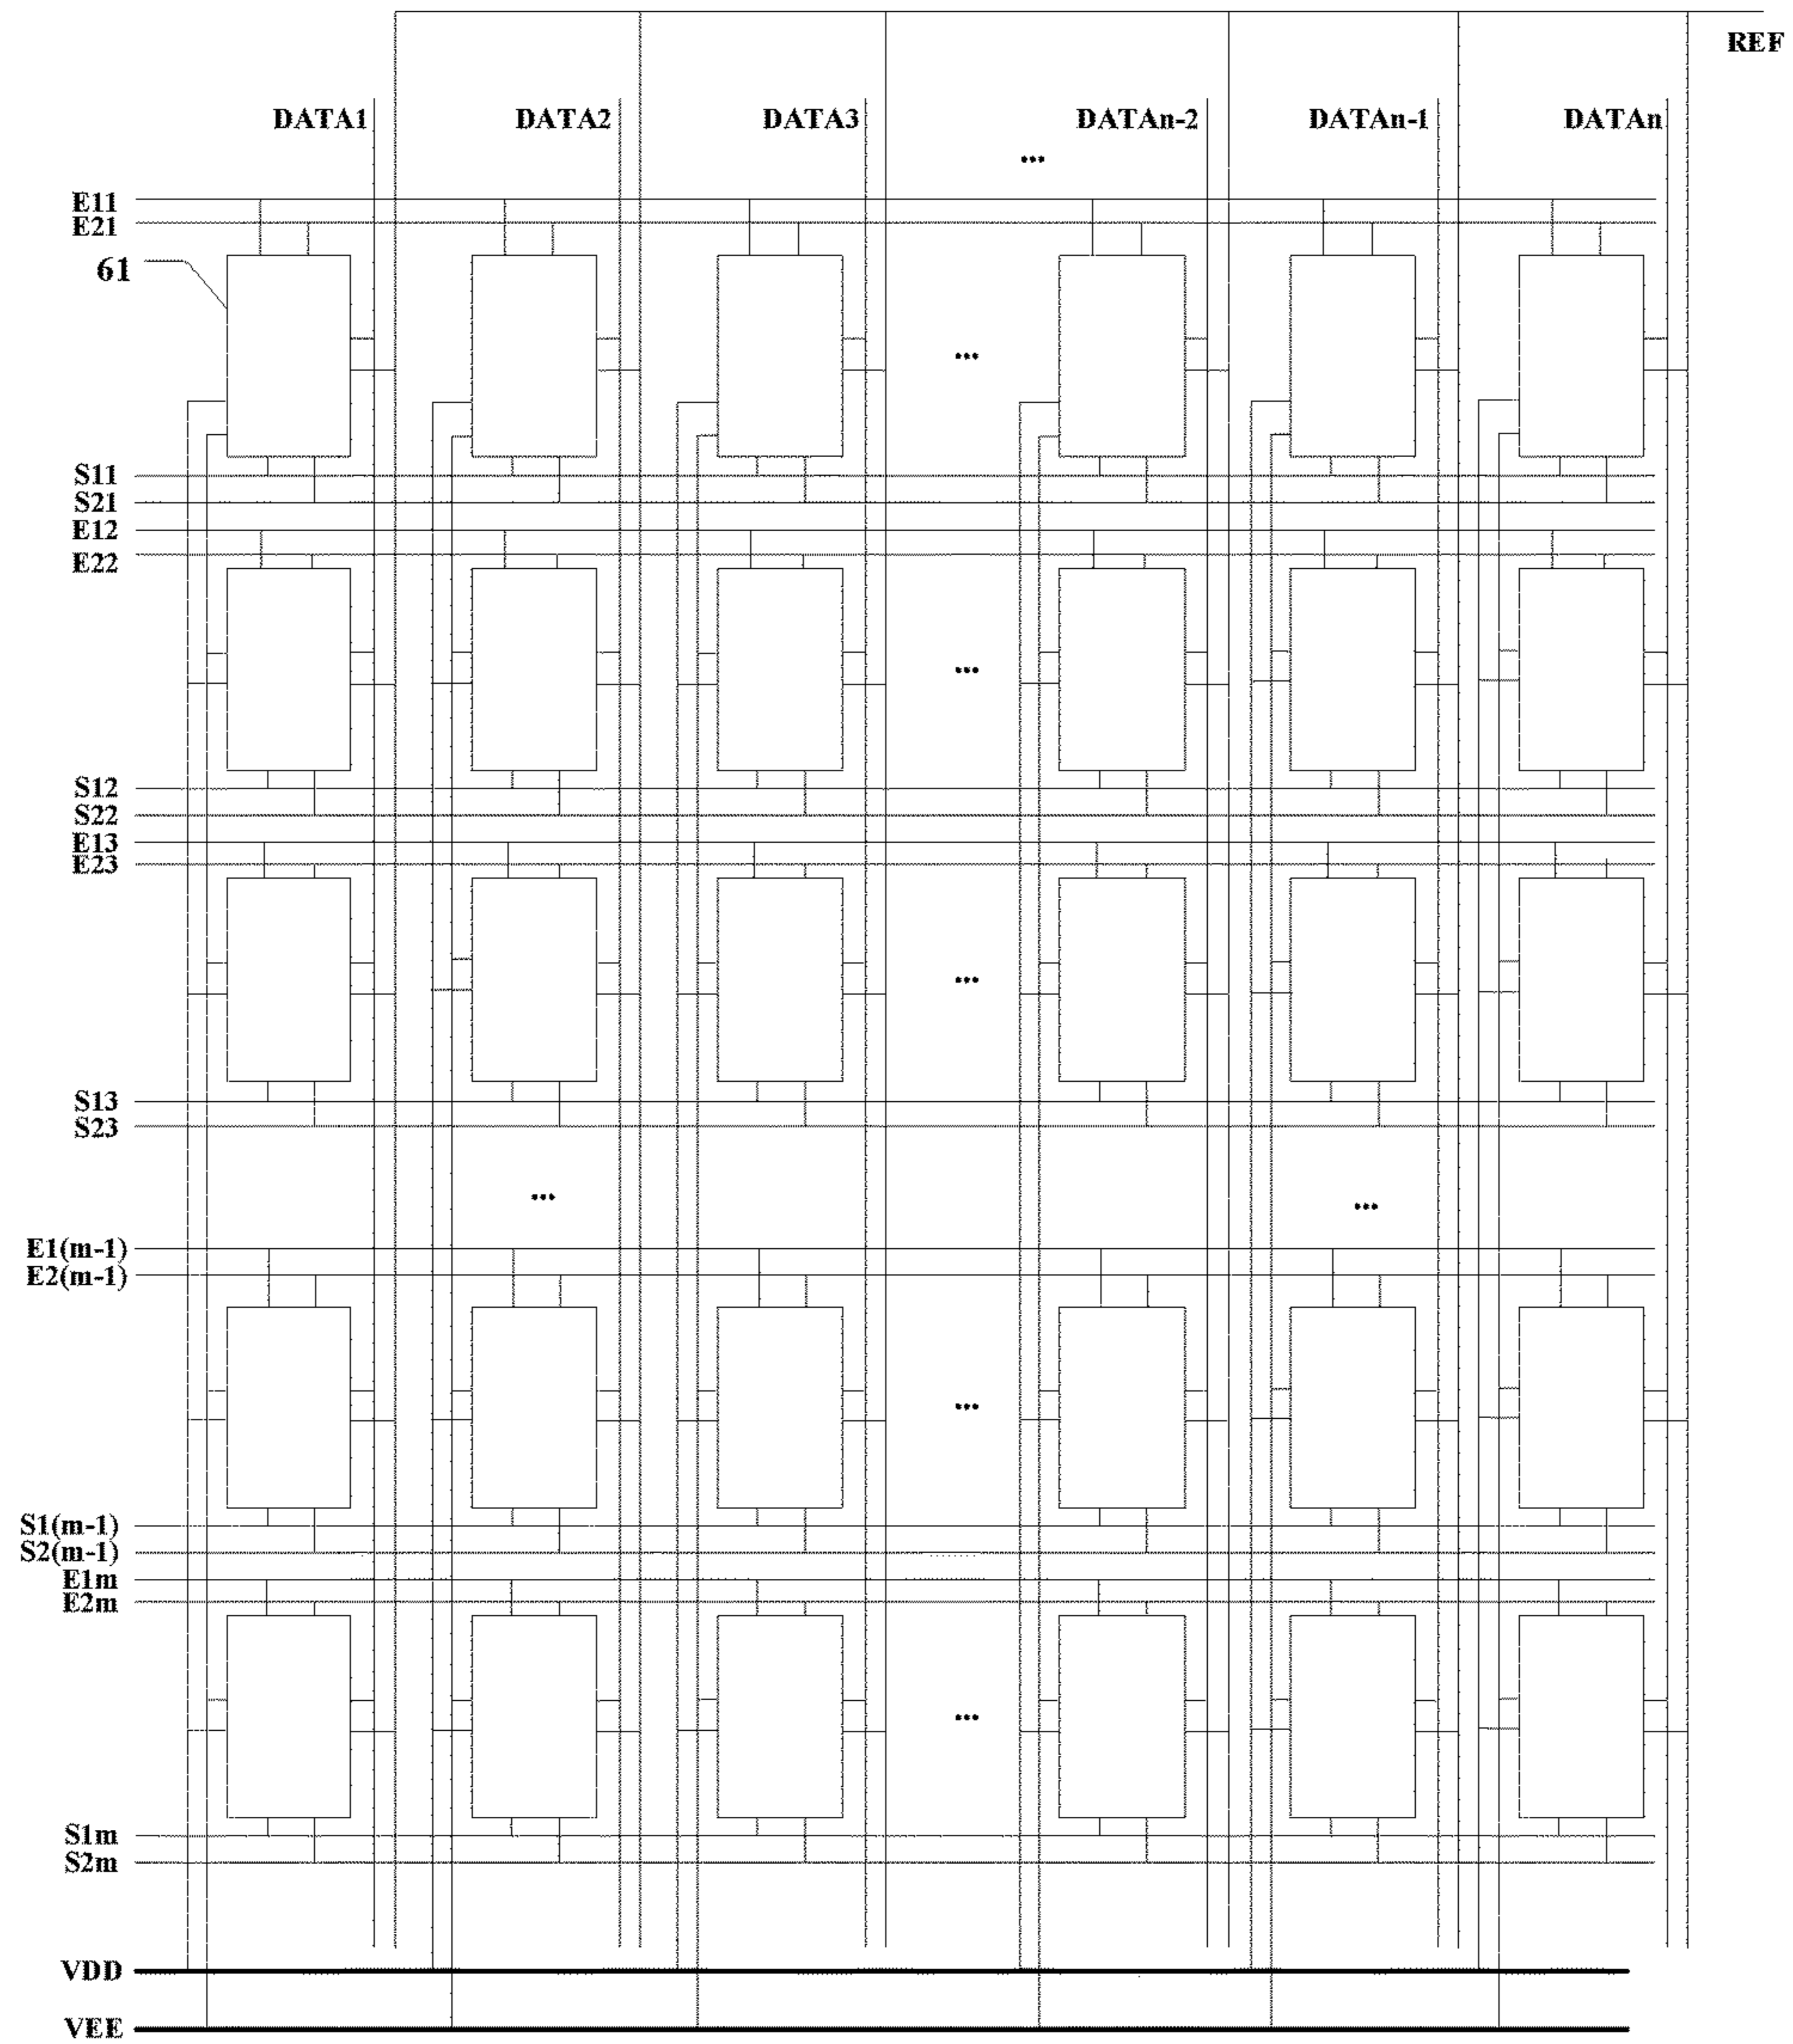 REF
DATA1 DATA2 DATA3 DATAn-2 DATAn-1 DATAn
...
E11
E21
61
...
S11
S21
E12
E22
...
S12
S22
E13
E23
...
S13
S23
... ...
E1(m-1)
E2(m-1)
...
S1(m-1)
S2(m-1)
E1m
E2m
...
S1m
S2m
VDD
VEE